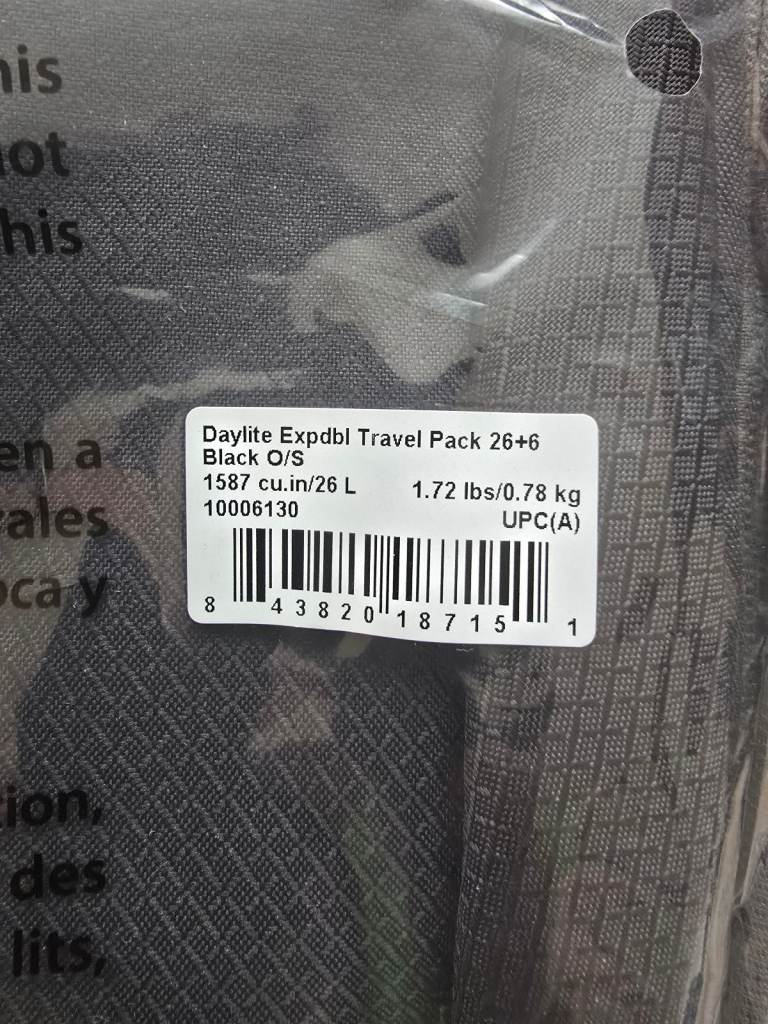 his
not
his
en a
rales
oca y
Daylite Expdbl Travel Pack 26+6
Black O/S
1587 cu.in/26 L 1.72 lbs/0.78 kg
10006130 UPC(A)
8 43820 18715 1
ion,
des
lits,